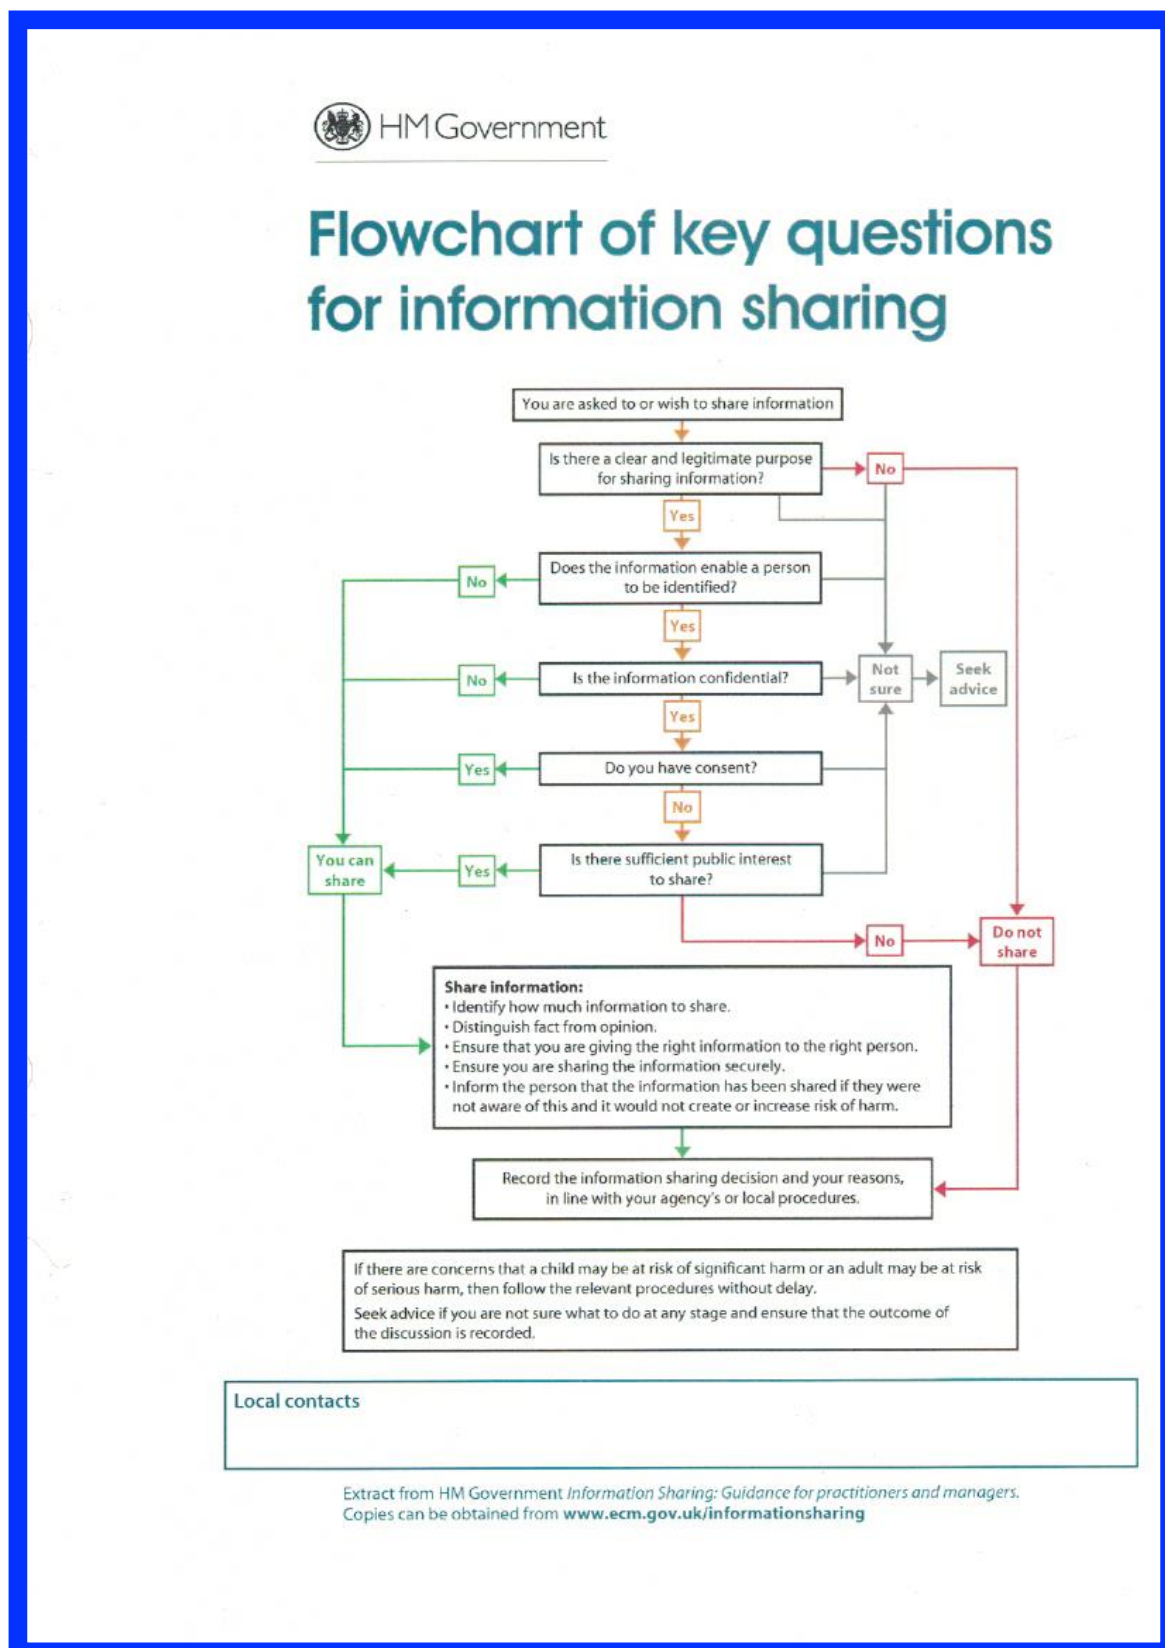 HM Government
Flowchart of key questions
for information sharing
You are asked to or wish to share information
Is there a clear and legitimate purpose
for sharing information?
No
Yes
Does the information enable a person
to be identified?
No
Yes
Is the information confidential?
No
Not
sure
Seek
advice
Yes
Do you have consent?
Yes
No
Is there sufficient public interest
to share?
Yes
You can
share
No
Do not
share
Share information:
• Identify how much information to share.
• Distinguish fact from opinion.
• Ensure that you are giving the right information to the right person.
• Ensure you are sharing the information securely.
• Inform the person that the information has been shared if they were
not aware of this and it would not create or increase risk of harm.
Record the information sharing decision and your reasons,
in line with your agency's or local procedures.
If there are concerns that a child may be at risk of significant harm or an adult may be at risk
of serious harm, then follow the relevant procedures without delay.
Seek advice if you are not sure what to do at any stage and ensure that the outcome of
the discussion is recorded.
Local contacts
Extract from HM Government Information Sharing: Guidance for practitioners and managers.
Copies can be obtained from www.ecm.gov.uk/informationsharing